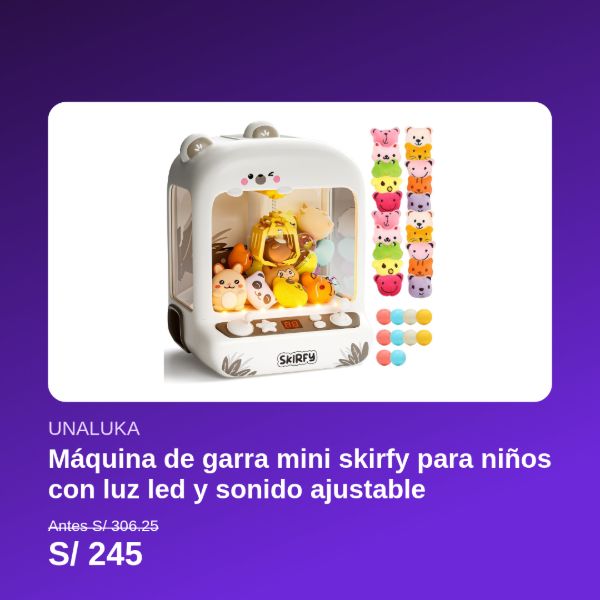 SKIRFY
UNALUKA
Máquina de garra mini skirfy para niños
con luz led y sonido ajustable
Antes S/ 306.25
S/ 245